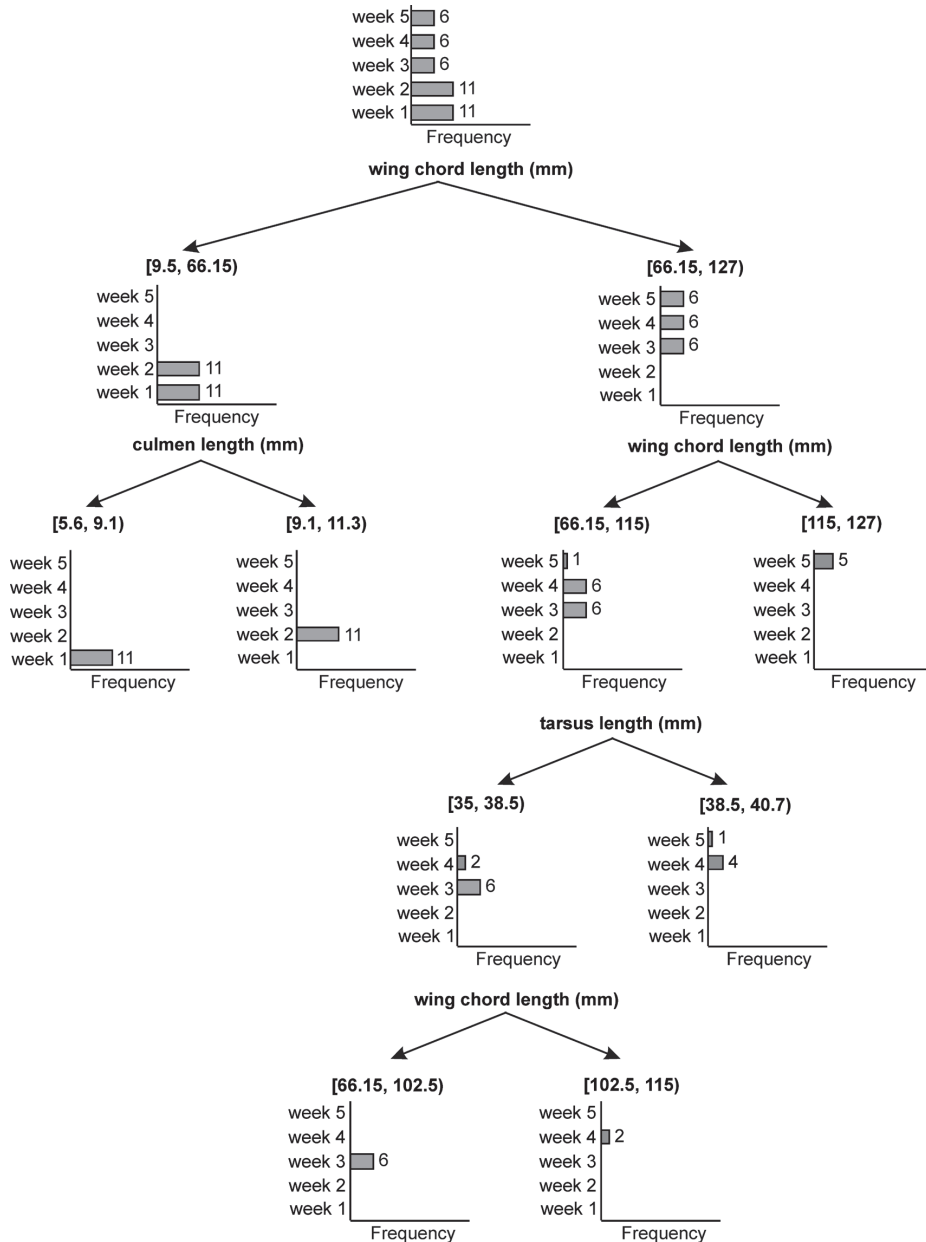 week 5 6
week 4 6
week 3 6
week 2 11
week 1 11
Frequency
wing chord length (mm)
[9.5, 66.15)
week 5
week 4
week 3
week 2 11
week 1 11
Frequency
[66.15, 127)
week 5 6
week 4 6
week 3 6
week 2
week 1
Frequency
culmen length (mm)
[5.6, 9.1)
week 5
week 4
week 3
week 2
week 1 11
Frequency
[9.1, 11.3)
week 5
week 4
week 3
week 2 11
week 1
Frequency
wing chord length (mm)
[66.15, 115)
week 5 1
week 4 6
week 3 6
week 2
week 1
Frequency
[115, 127)
week 5 5
week 4
week 3
week 2
week 1
Frequency
tarsus length (mm)
[35, 38.5)
week 5
week 4 2
week 3 6
week 2
week 1
Frequency
[38.5, 40.7)
week 5 1
week 4 4
week 3
week 2
week 1
Frequency
wing chord length (mm)
[66.15, 102.5)
week 5
week 4
week 3 6
week 2
week 1
Frequency
[102.5, 115)
week 5
week 4 2
week 3
week 2
week 1
Frequency